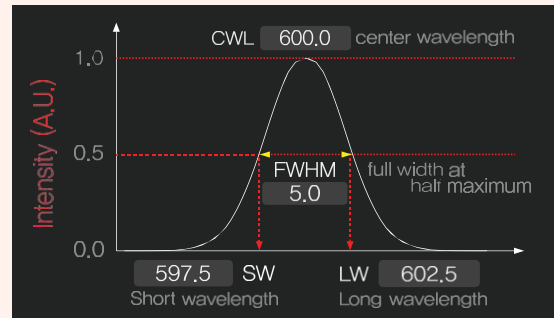 CWL 600.0 center wavelength
1.0
Intensity (A.U.)
0.5
FWHM
5.0
full width at
half maximum
0.0
597.5 SW
Short wavelength
LW 602.5
Long wavelength